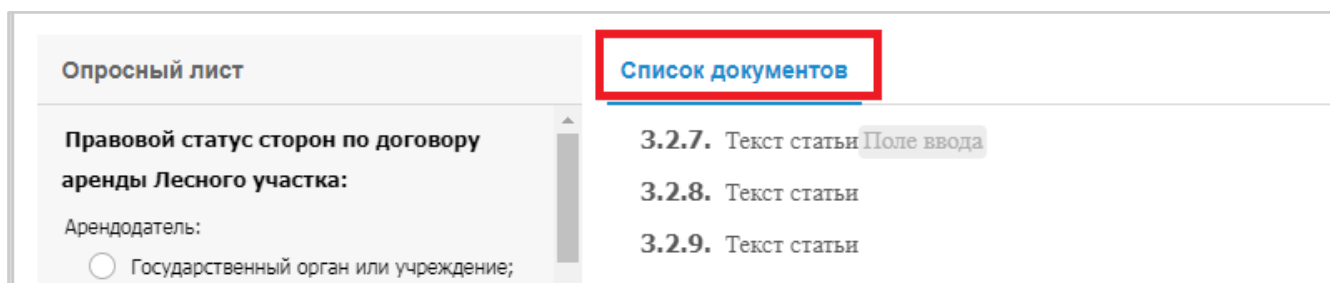 Опросный лист
Правовой статус сторон по договору
аренды Лесного участка:
Арендодатель:
Государственный орган или учреждение;
Список документов
3.2.7. Текст статьи Поле ввода
3.2.8. Текст статьи
3.2.9. Текст статьи